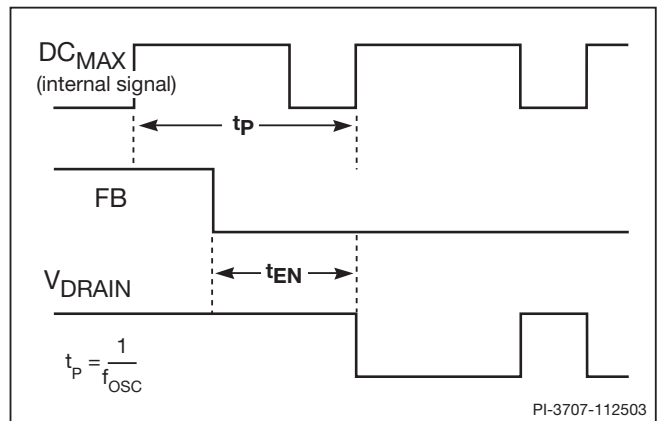 DCMAX
(internal signal)
tP
FB
tEN
VDRAIN
tP = 1
fOSC
PI-3707-112503